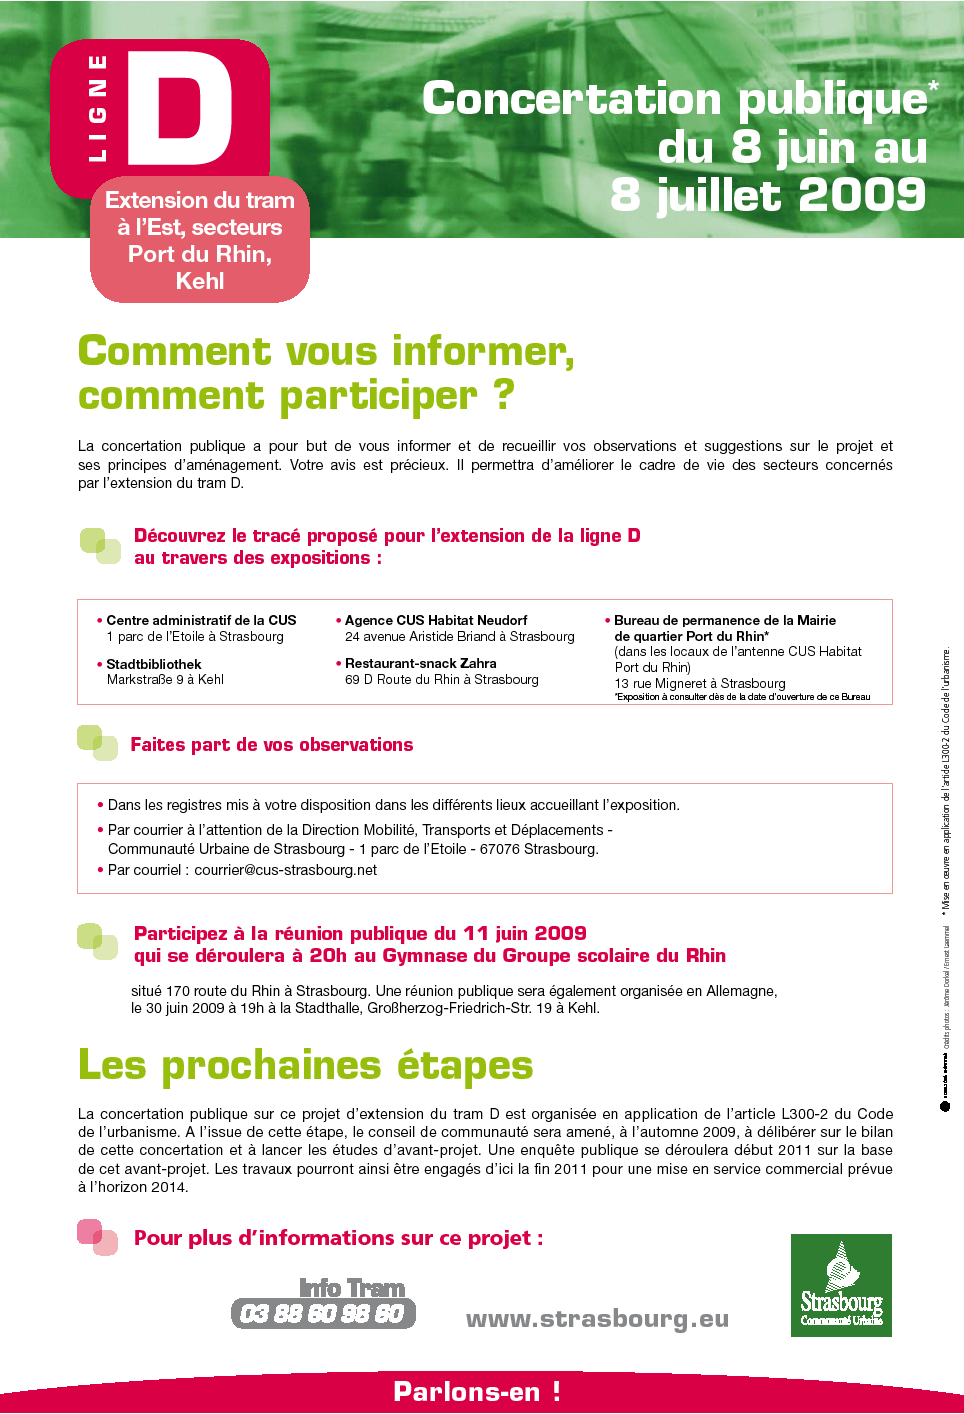 LIGNE
D
Extension du tram
à l’Est, secteurs
Port du Rhin,
Kehl
Concertation publique*
du 8 juin au
8 juillet 2009
Comment vous informer,
comment participer ?
La concertation publique a pour but de vous informer et de recueillir vos observations et suggestions sur le projet et
ses principes d’aménagement. Votre avis est précieux. Il permettra d’améliorer le cadre de vie des secteurs concernés
par l’extension du tram D.
Découvrez le tracé proposé pour l’extension de la ligne D
au travers des expositions :
• Centre administratif de la CUS
1 parc de l’Etoile à Strasbourg
• Stadtbibliothek
Markstraße 9 à Kehl
• Agence CUS Habitat Neudorf
24 avenue Aristide Briand à Strasbourg
• Restaurant-snack Zahra
69 D Route du Rhin à Strasbourg
• Bureau de permanence de la Mairie
de quartier Port du Rhin*
(dans les locaux de l’antenne CUS Habitat
Port du Rhin)
13 rue Migneret à Strasbourg
*Exposition à consulter dès de la date d’ouverture de ce Bureau
Faites part de vos observations
• Dans les registres mis à votre disposition dans les différents lieux accueillant l’exposition.
• Par courrier à l’attention de la Direction Mobilité, Transports et Déplacements -
Communauté Urbaine de Strasbourg - 1 parc de l’Etoile - 67076 Strasbourg.
• Par courriel : courrier@cus-strasbourg.net
Participez à la réunion publique du 11 juin 2009
qui se déroulera à 20h au Gymnase du Groupe scolaire du Rhin
situé 170 route du Rhin à Strasbourg. Une réunion publique sera également organisée en Allemagne,
le 30 juin 2009 à 19h à la Stadthalle, Großherzog-Friedrich-Str. 19 à Kehl.
Les prochaines étapes
La concertation publique sur ce projet d’extension du tram D est organisée en application de l’article L300-2 du Code
de l’urbanisme. A l’issue de cette étape, le conseil de communauté sera amené, à l’automne 2009, à délibérer sur le bilan
de cette concertation et à lancer les études d’avant-projet. Une enquête publique se déroulera début 2011 sur la base
de cet avant-projet. Les travaux pourront ainsi être engagés d’ici la fin 2011 pour une mise en service commercial prévue
à l’horizon 2014.
Pour plus d’informations sur ce projet :
Info Tram
03 88 60 98 60
www.strasbourg.eu
Strasbourg
Communauté Urbaine
Parlons-en !
Crédits photos : Jérôme Dorkel / Ernest Laemmel
* Mise en œuvre en application de l’article L300-2 du Code de l’urbanisme.